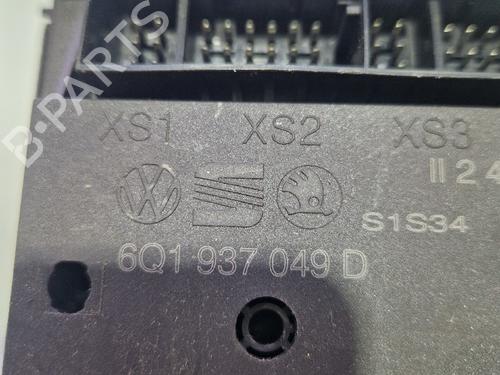 XS1 XS2 XS3
II 2 4
S1S34
6Q1 937 049 D
B-PARTS